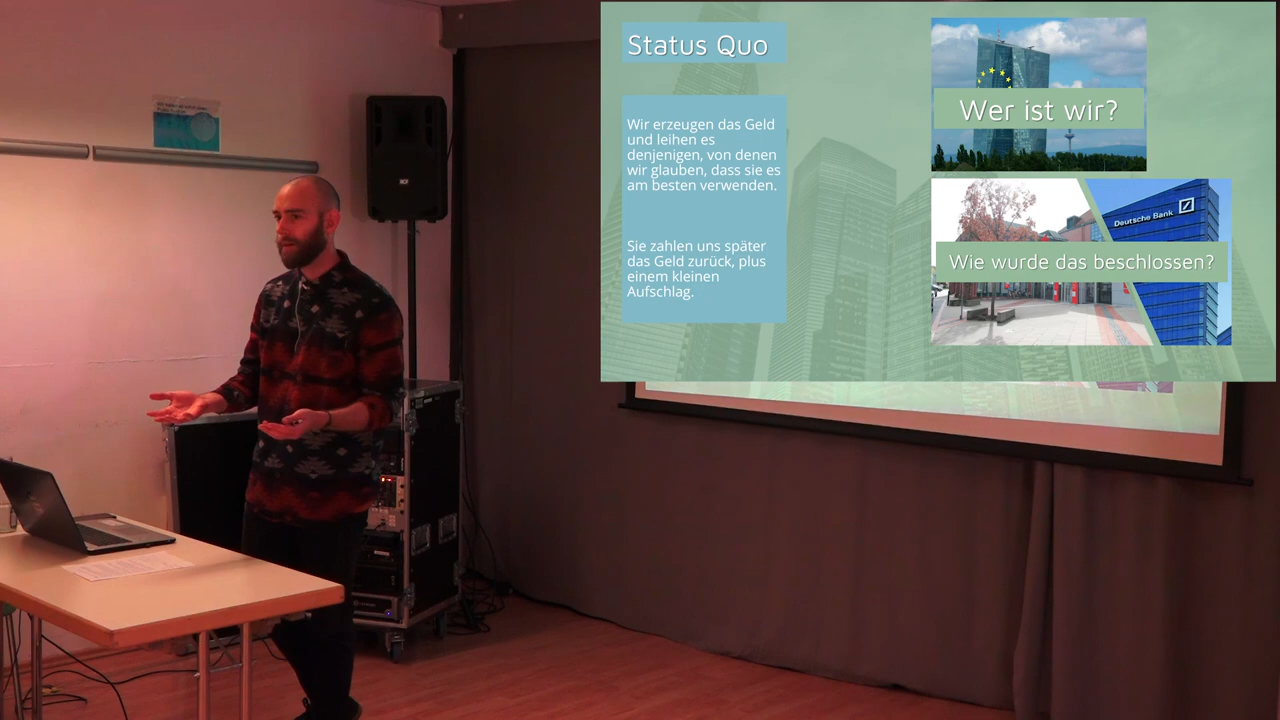 Status Quo
Wir erzeugen das Geld
und leihen es
denjenigen, von denen
wir glauben, dass sie es
am besten verwenden.
Sie zahlen uns später
das Geld zurück, plus
einem kleinen
Aufschlag.
Wer ist wir?
Deutsche Bank
Wie wurde das beschlossen?
RCF